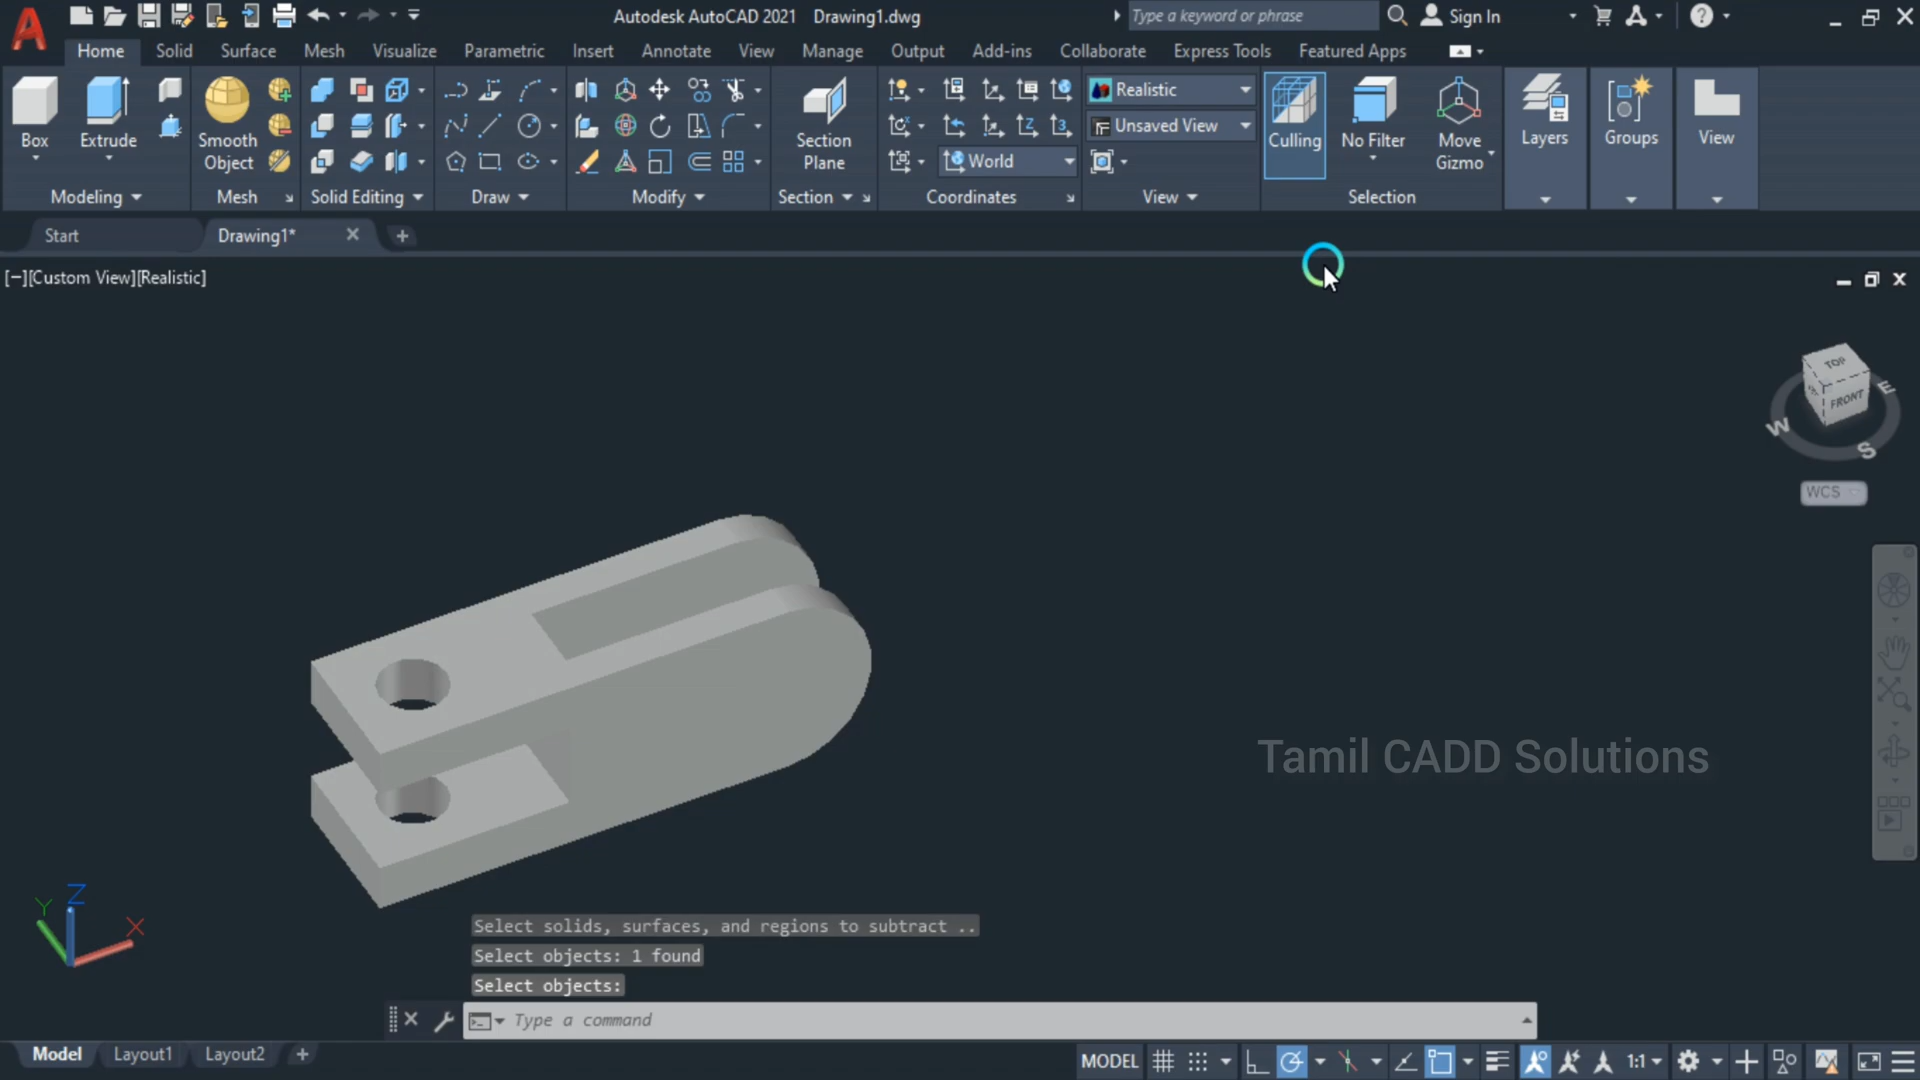 Autodesk AutoCAD 2021 Drawing1.dwg
Type a keyword or phrase
Sign In
Home Solid Surface Mesh Visualize Parametric Insert Annotate View Manage Output Add-ins Collaborate Express Tools Featured Apps
Box
Extrude
Smooth Object
Section Plane
World
Realistic
Unsaved View
Culling
No Filter
Move Gizmo
Layers
Groups
View
Modeling Mesh Solid Editing Draw Modify Section Coordinates View Selection
Start
Drawing1*
[−][Custom View][Realistic]
TOP
FRONT
W
S
E
WCS
Tamil CADD Solutions
Y
Z
X
Select solids, surfaces, and regions to subtract ..
Select objects: 1 found
Select objects:
Type a command
Model Layout1 Layout2
MODEL
1:1